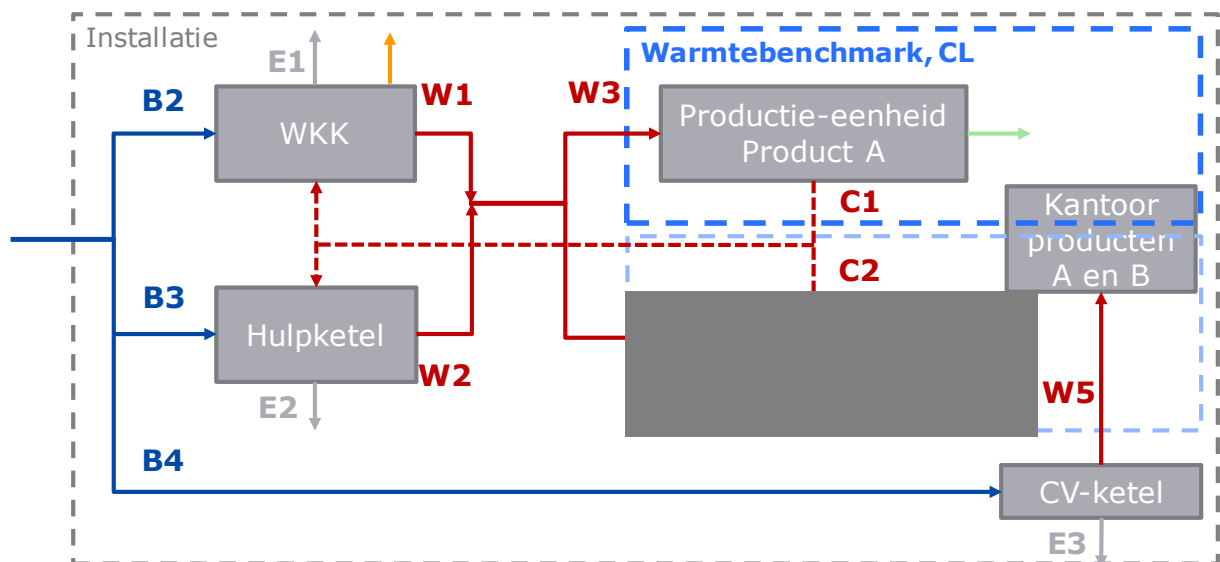 Installatie
E1
Warmtebenchmark, CL
B2
WKK
W1
W3
Productie-eenheid
Product A
C1
Kantoor
producten
A en B
C2
B3
Hulpketel
W2
E2
W5
B4
CV-ketel
E3